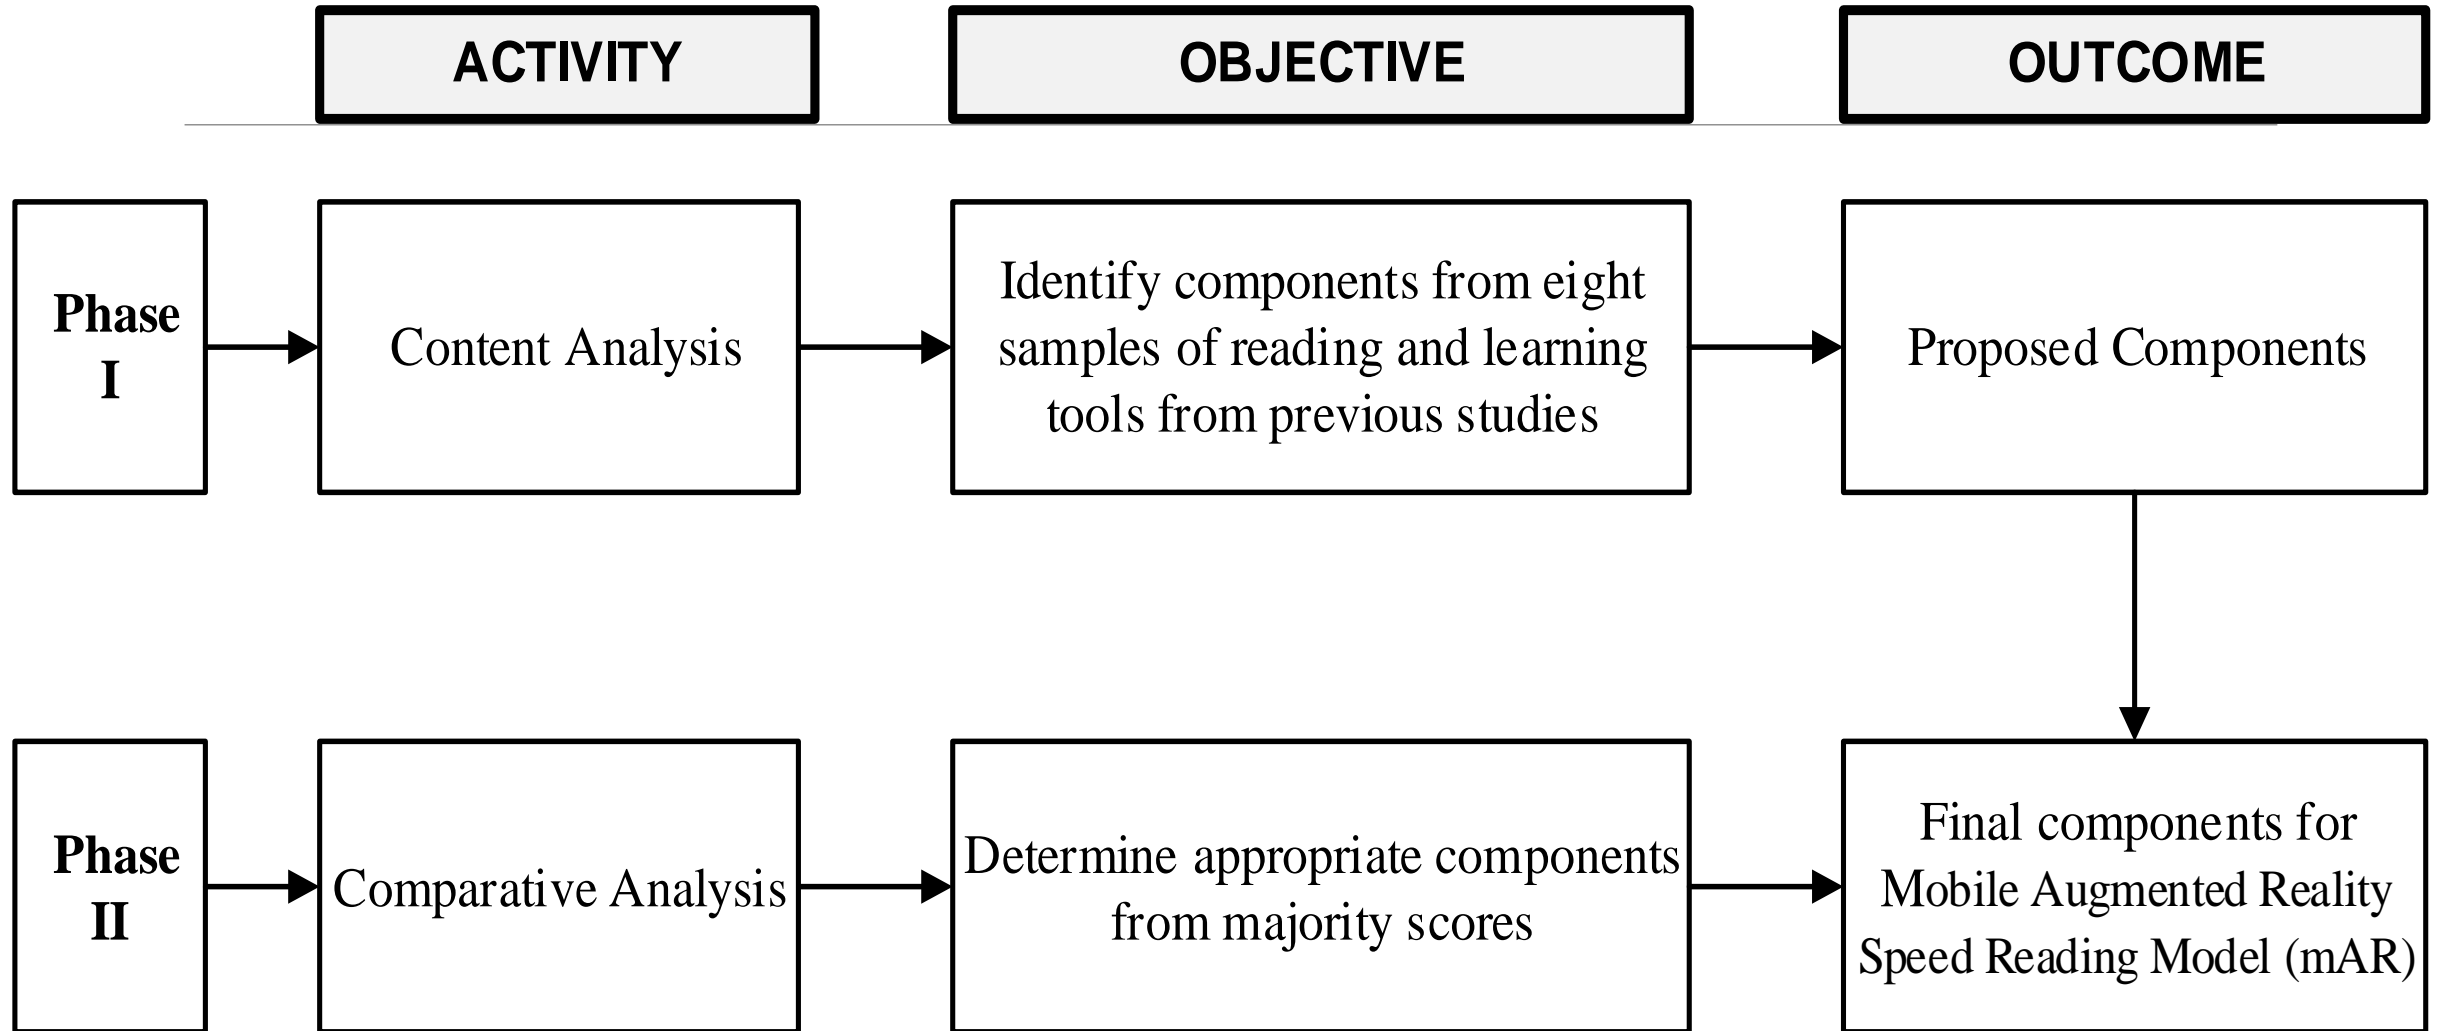 ACTIVITY
OBJECTIVE
OUTCOME
Phase
I
Content Analysis
Identify components from eight
samples of reading and learning
tools from previous studies
Proposed Components
Phase
II
Comparative Analysis
Determine appropriate components
from majority scores
Final components for
Mobile Augmented Reality
Speed Reading Model (mAR)